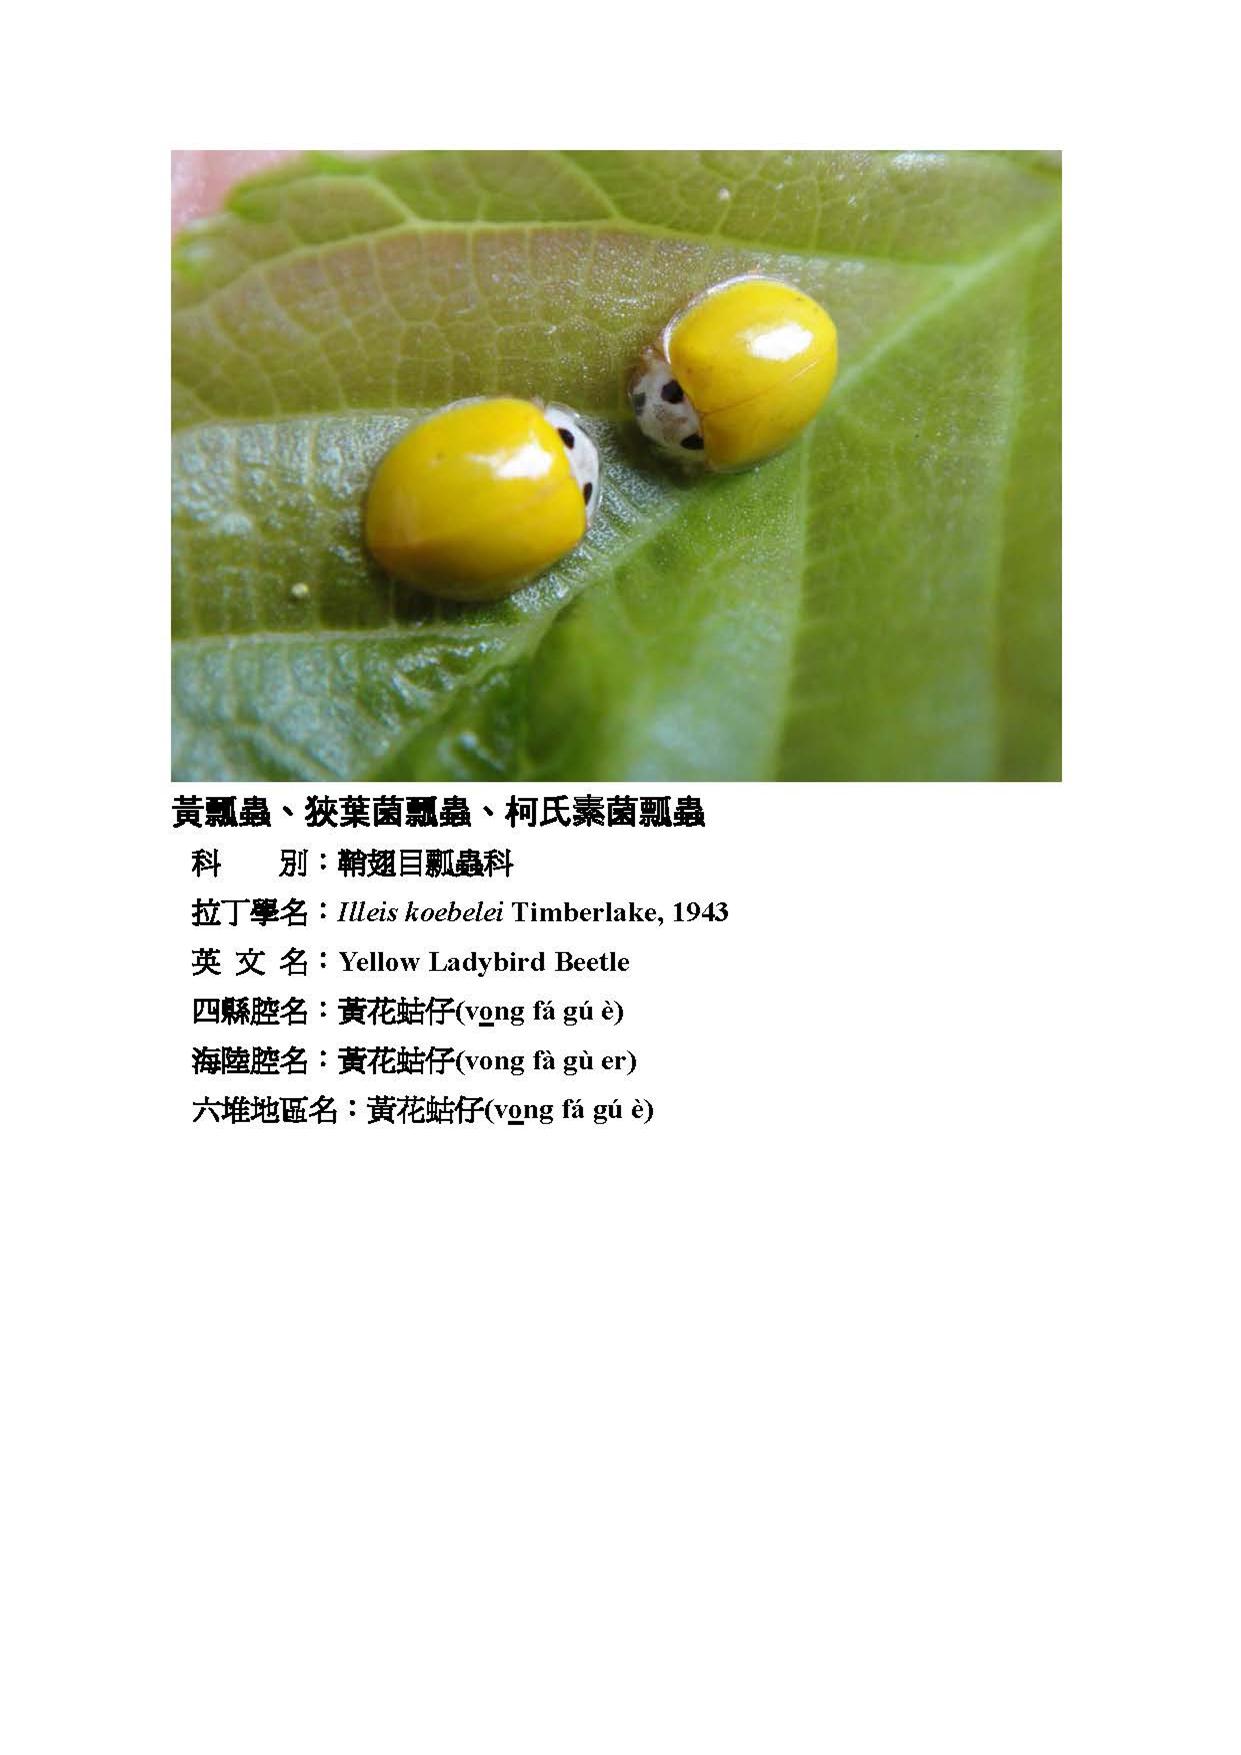 黃瓢蟲、狹葉菌瓢蟲、柯氏素菌瓢蟲
科　　別：鞘翅目瓢蟲科
拉丁學名：Illeis koebelei Timberlake, 1943
英 文 名：Yellow Ladybird Beetle
四縣腔名：黃花蛄仔(vong fá gú è)
海陸腔名：黃花蛄仔(vong fà gù er)
六堆地區名：黃花蛄仔(vong fá gú è)